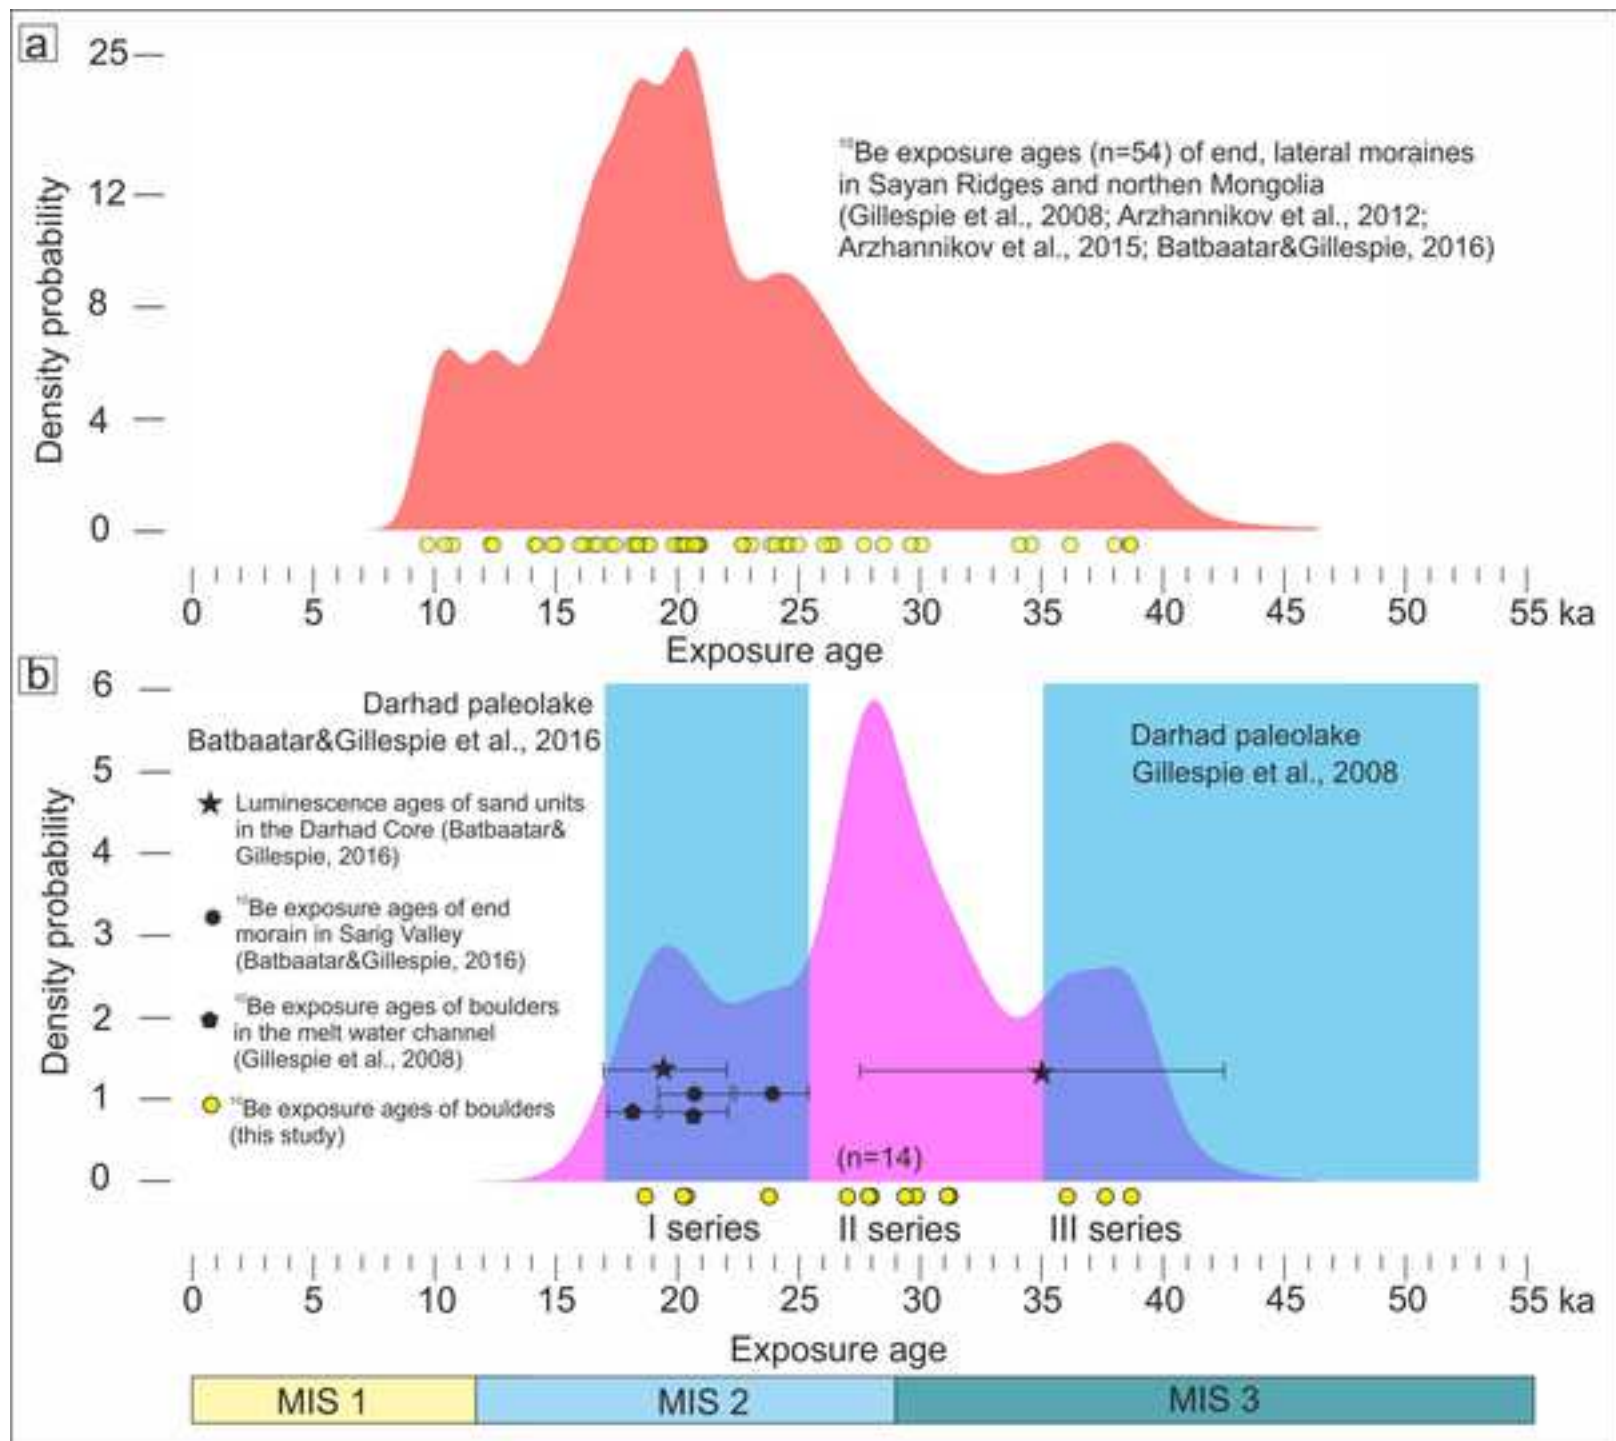 a
25
12
8
4
0
Density probability
¹⁰Be exposure ages (n=54) of end, lateral moraines
in Sayan Ridges and northen Mongolia
(Gillespie et al., 2008; Arzhannikov et al., 2012;
Arzhannikov et al., 2015; Batbaatar&Gillespie, 2016)
0 5 10 15 20 25 30 35 40 45 50 55 ka
Exposure age
b
6
5
4
3
2
1
0
Density probability
Darhad paleolake
Batbaatar&Gillespie et al., 2016
Luminescence ages of sand units
in the Darhad Core (Batbaatar&
Gillespie, 2016)
¹⁰Be exposure ages of end
morain in Sarig Valley
(Batbaatar&Gillespie, 2016)
¹⁰Be exposure ages of boulders
in the melt water channel
(Gillespie et al., 2008)
¹⁰Be exposure ages of boulders
(this study)
Darhad paleolake
Gillespie et al., 2008
(n=14)
I series II series III series
0 5 10 15 20 25 30 35 40 45 50 55 ka
Exposure age
MIS 1 MIS 2 MIS 3